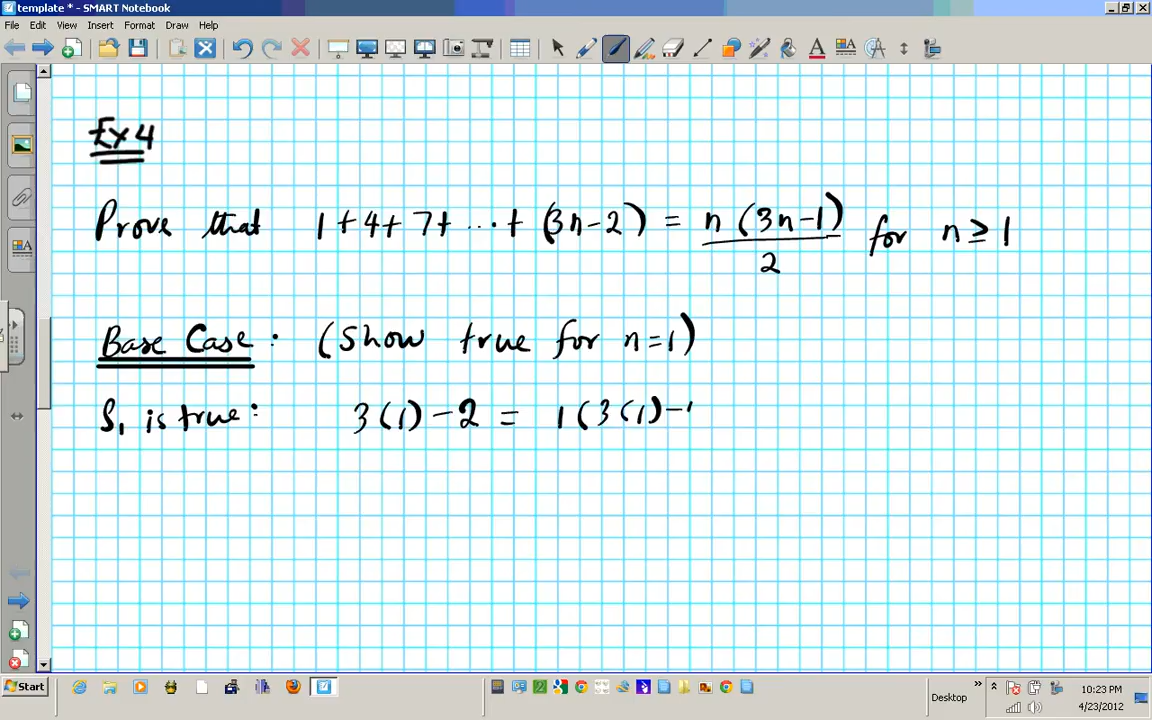 template * - SMART Notebook
File Edit View Insert Format Draw Help
Ex 4
Prove that 1 + 4 + 7 + ... + (3n-2) = n(3n-1)/2 for n ≥ 1
Base Case : (Show true for n=1)
S₁ is true : 3(1) - 2 = 1(3(1)-1
Start
Desktop
»
10:23 PM
4/23/2012